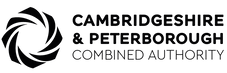 CAMBRIDGESHIRE
& PETERBOROUGH
COMBINED AUTHORITY